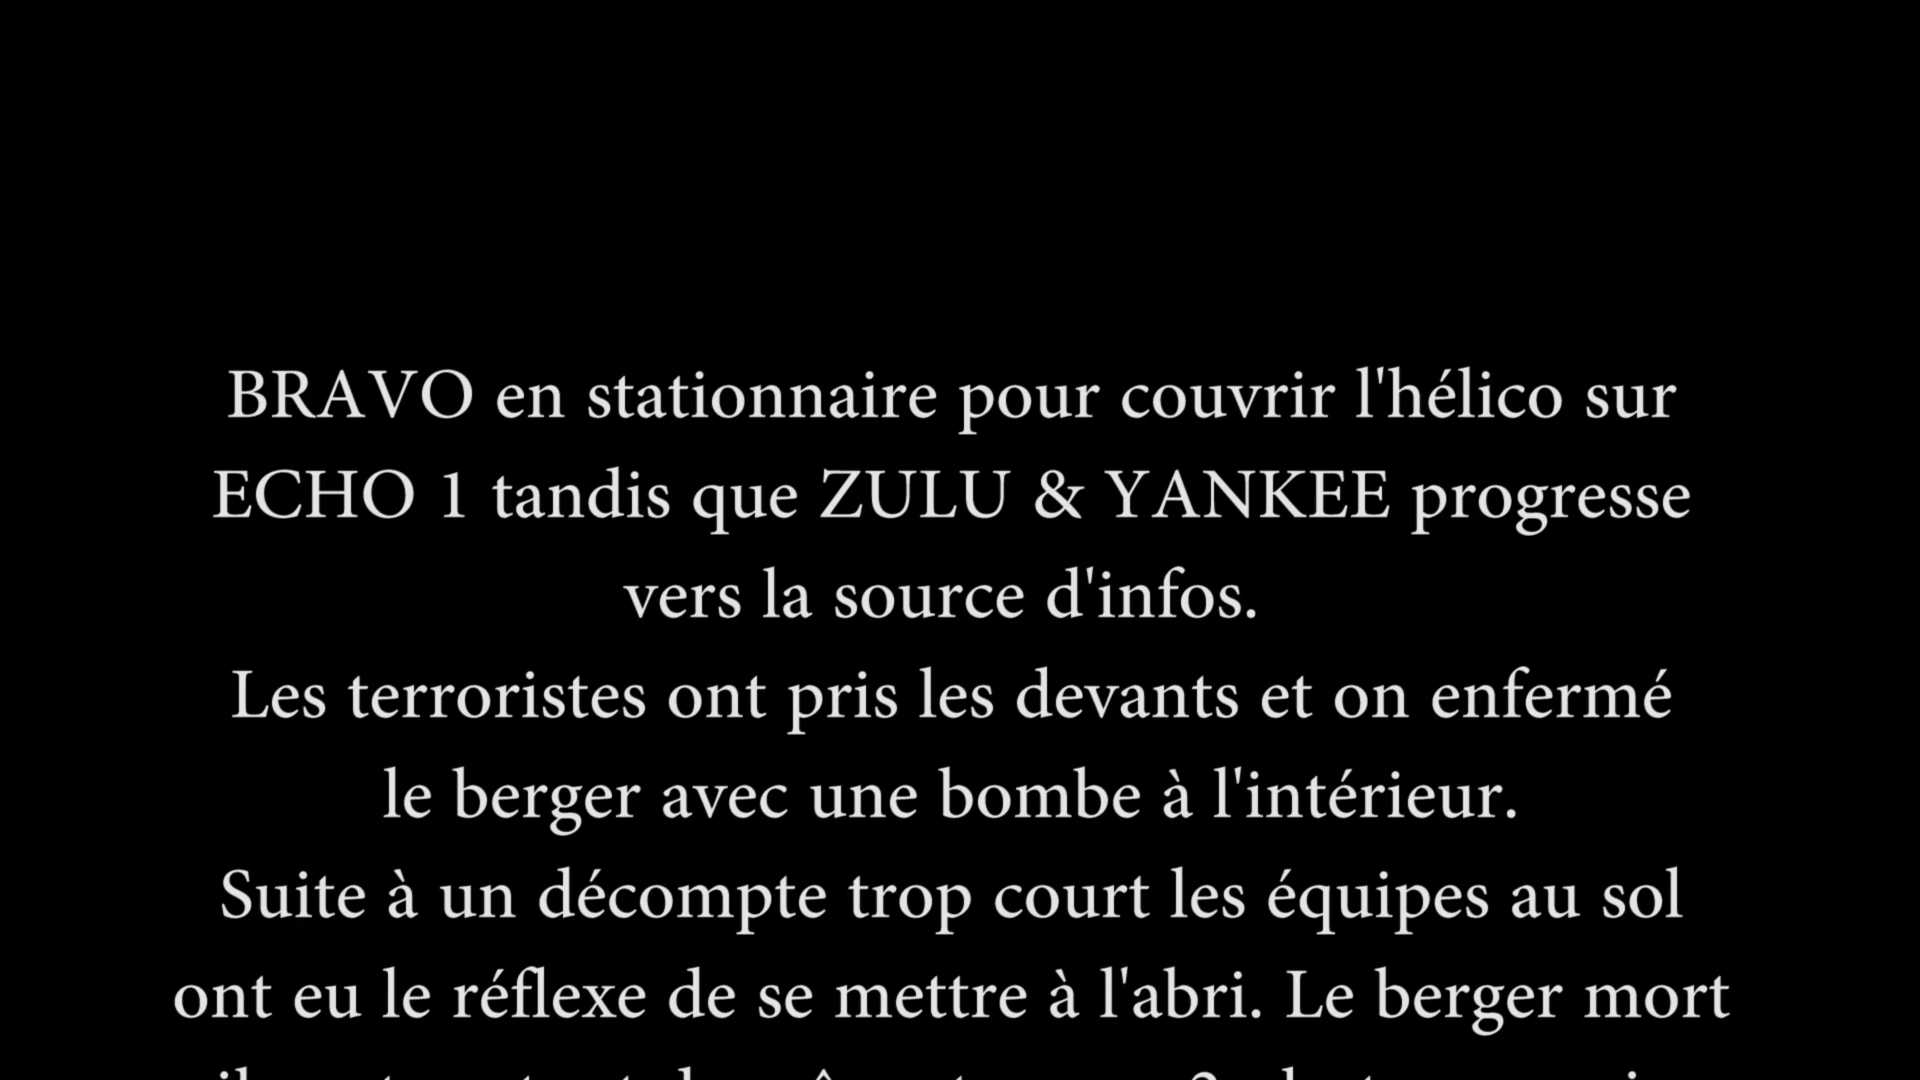 BRAVO en stationnaire pour couvrir l'hélico sur
ECHO 1 tandis que ZULU & YANKEE progresse
vers la source d'infos.
Les terroristes ont pris les devants et on enfermé
le berger avec une bombe à l'intérieur.
Suite à un décompte trop court les équipes au sol
ont eu le réflexe de se mettre à l'abri. Le berger mort